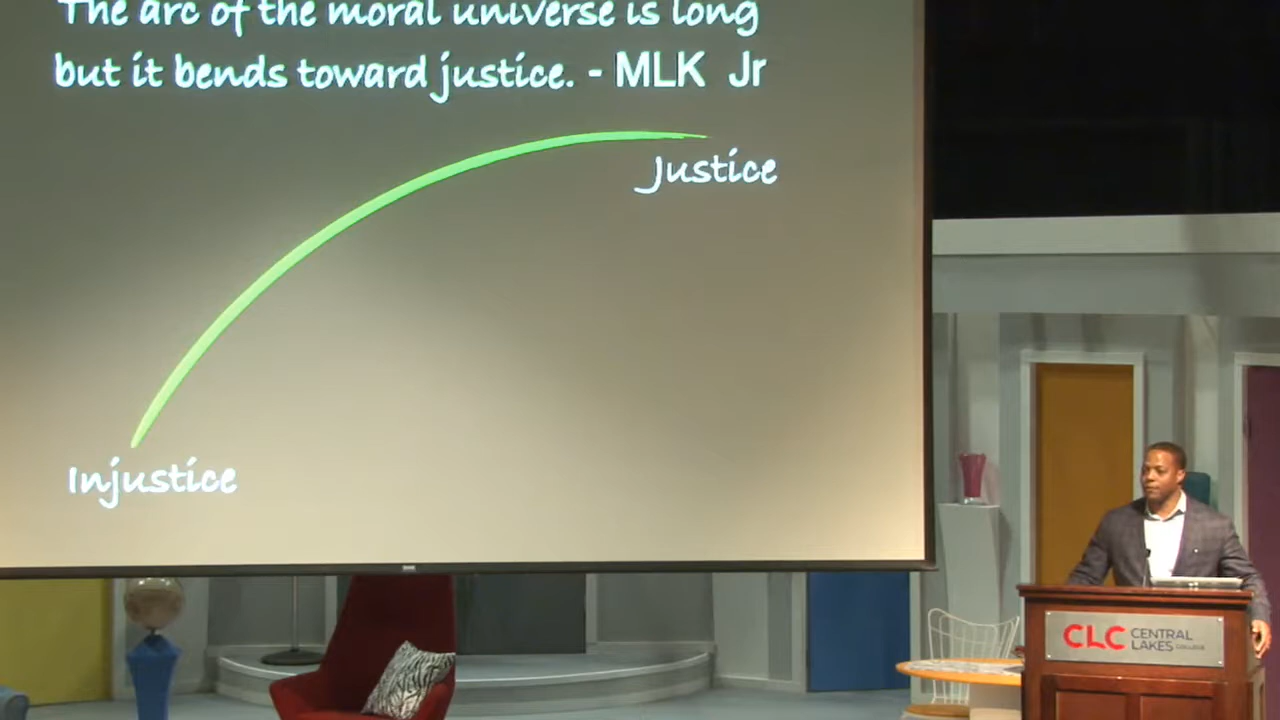 The arc of the moral universe is long
but it bends toward justice. - MLK Jr
Justice
Injustice
CLC CENTRAL
LAKES COLLEGE